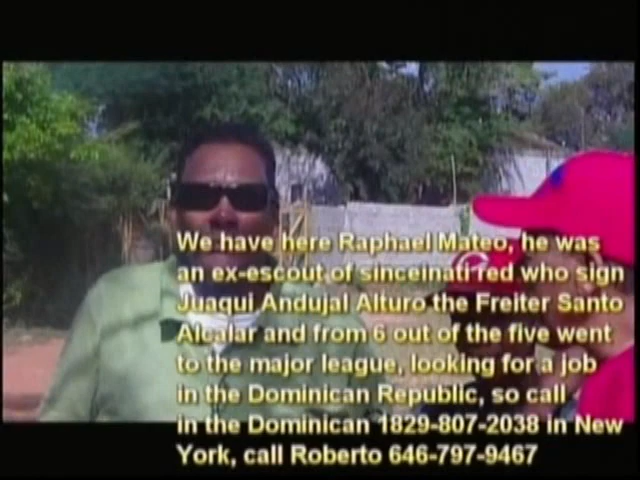 We have here Raphael Mateo, he was
an ex-escout of sinceinati red who sign
Juaqui Andujal Alturo the Freiter Santo
Alcalar and from 6 out of the five went
to the major league, looking for a job
in the Dominican Republic, so call
in the Dominican 1829-807-2038 in New
York, call Roberto 646-797-9467